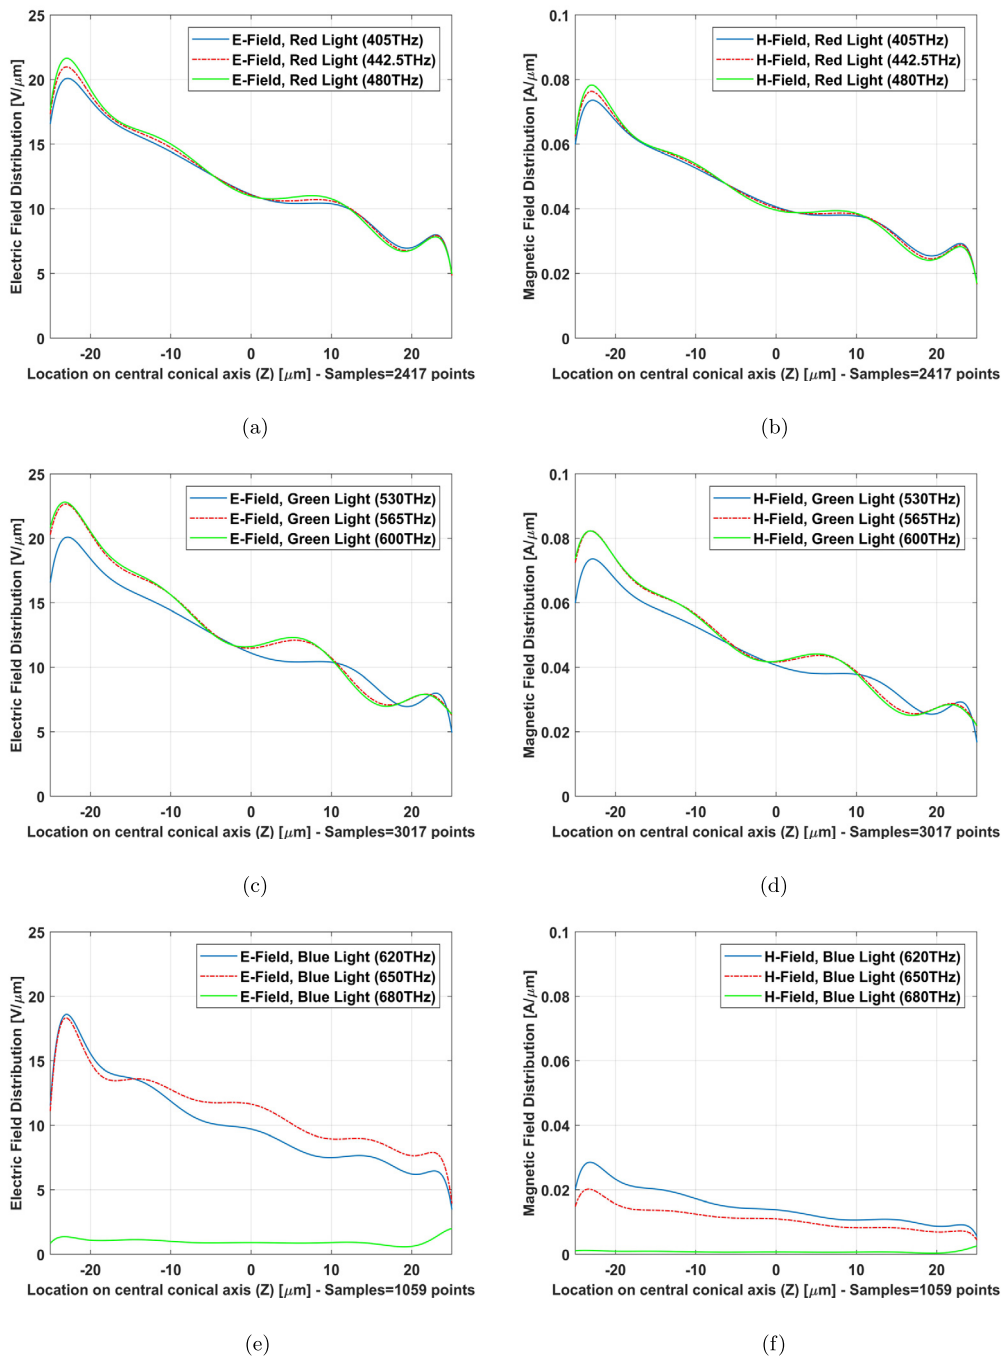 25
20
15
10
5
0
Electric Field Distribution [V/μm]
E-Field, Red Light (405THz)
E-Field, Red Light (442.5THz)
E-Field, Red Light (480THz)
-20 -10 0 10 20
Location on central conical axis (Z) [μm] - Samples=2417 points
(a)
0.1
0.08
0.06
0.04
0.02
0
Magnetic Field Distribution [A/μm]
H-Field, Red Light (405THz)
H-Field, Red Light (442.5THz)
H-Field, Red Light (480THz)
-20 -10 0 10 20
Location on central conical axis (Z) [μm] - Samples=2417 points
(b)
25
20
15
10
5
0
Electric Field Distribution [V/μm]
E-Field, Green Light (530THz)
E-Field, Green Light (565THz)
E-Field, Green Light (600THz)
-20 -10 0 10 20
Location on central conical axis (Z) [μm] - Samples=3017 points
(c)
0.1
0.08
0.06
0.04
0.02
0
Magnetic Field Distribution [A/μm]
H-Field, Green Light (530THz)
H-Field, Green Light (565THz)
H-Field, Green Light (600THz)
-20 -10 0 10 20
Location on central conical axis (Z) [μm] - Samples=3017 points
(d)
25
20
15
10
5
0
Electric Field Distribution [V/μm]
E-Field, Blue Light (620THz)
E-Field, Blue Light (650THz)
E-Field, Blue Light (680THz)
-20 -10 0 10 20
Location on central conical axis (Z) [μm] - Samples=1059 points
(e)
0.1
0.08
0.06
0.04
0.02
0
Magnetic Field Distribution [A/μm]
H-Field, Blue Light (620THz)
H-Field, Blue Light (650THz)
H-Field, Blue Light (680THz)
-20 -10 0 10 20
Location on central conical axis (Z) [μm] - Samples=1059 points
(f)